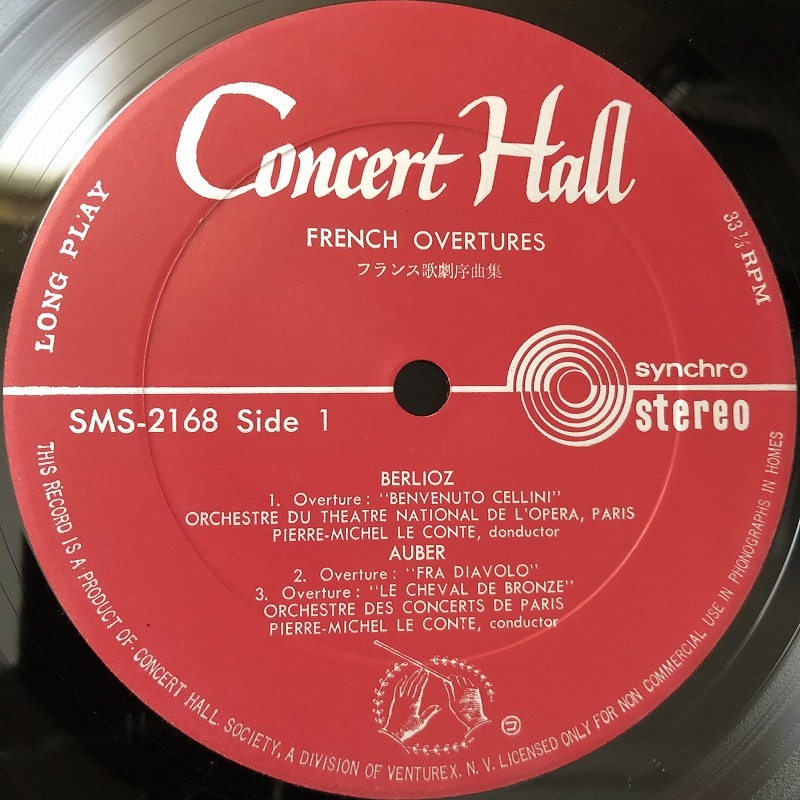 Concert Hall
FRENCH OVERTURES
フランス歌劇序曲集
LONG PLAY
33 1/3 RPM
synchro
stereo
SMS-2168 Side 1
BERLIOZ
1. Overture: "BENVENUTO CELLINI"
ORCHESTRE DU THEATRE NATIONAL DE L'OPERA, PARIS
PIERRE-MICHEL LE CONTE, donductor
AUBER
2. Overture: "FRA DIAVOLO"
3. Overture: "LE CHEVAL DE BRONZE"
ORCHESTRE DES CONCERTS DE PARIS
PIERRE-MICHEL LE CONTE, conductor
THIS RECORD IS A PRODUCT OF CONCERT HALL SOCIETY, A DIVISION OF VENTUREX. N. V. LICENSED ONLY FOR NON COMMERCIAL USE IN PHONOGRAPHS IN HOMES